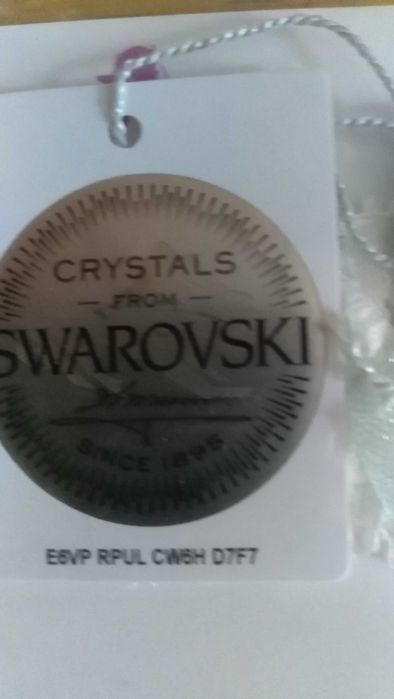 CRYSTALS
FROM
SWAROVSKI
SINCE 1895
E6VP RPUL CW6H D7F7